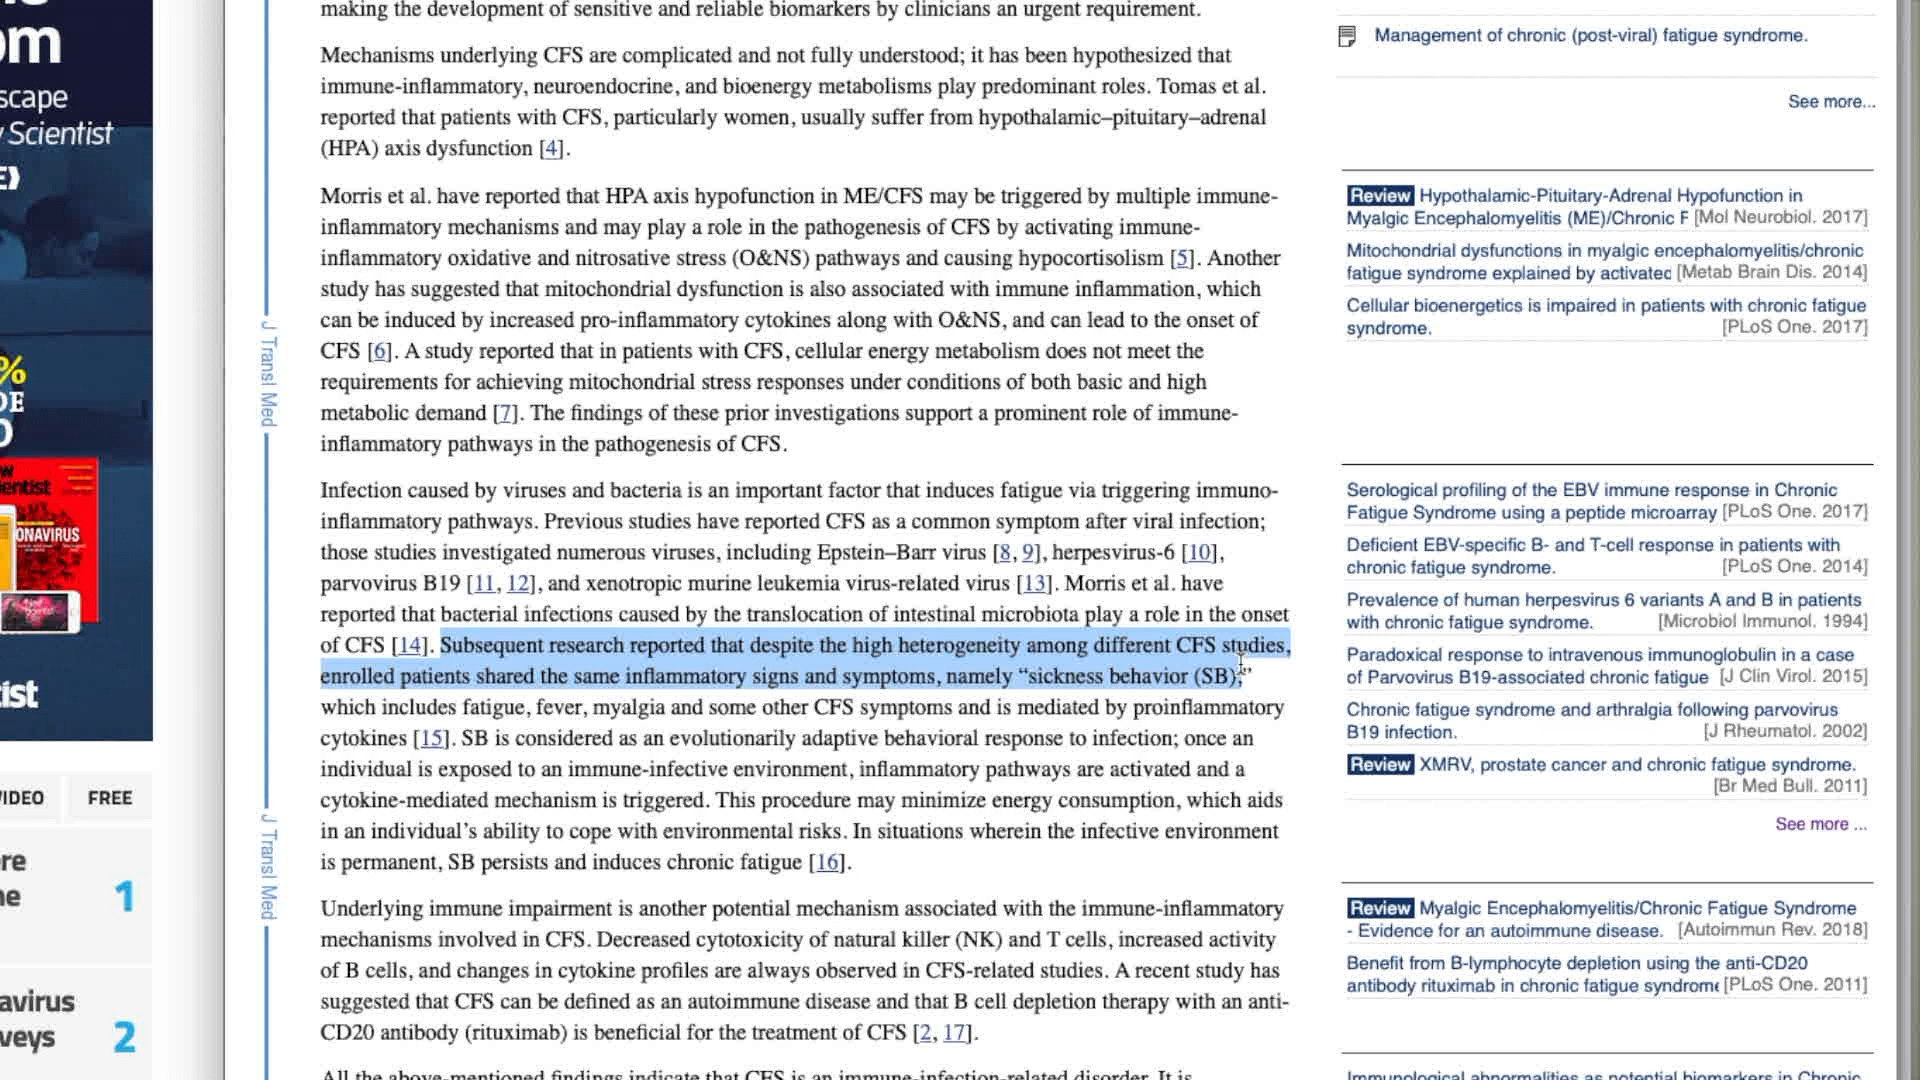 om
scape
Scientist
%
DE
ONAVIRUS
ist
VIDEO
FREE
re
ne
1
avirus
veys
2
J Transl Med
J Transl Med
making the development of sensitive and reliable biomarkers by clinicians an urgent requirement.
Mechanisms underlying CFS are complicated and not fully understood; it has been hypothesized that
immune-inflammatory, neuroendocrine, and bioenergy metabolisms play predominant roles. Tomas et al.
reported that patients with CFS, particularly women, usually suffer from hypothalamic–pituitary–adrenal
(HPA) axis dysfunction [4].
Morris et al. have reported that HPA axis hypofunction in ME/CFS may be triggered by multiple immune-
inflammatory mechanisms and may play a role in the pathogenesis of CFS by activating immune-
inflammatory oxidative and nitrosative stress (O&NS) pathways and causing hypocortisolism [5]. Another
study has suggested that mitochondrial dysfunction is also associated with immune inflammation, which
can be induced by increased pro-inflammatory cytokines along with O&NS, and can lead to the onset of
CFS [6]. A study reported that in patients with CFS, cellular energy metabolism does not meet the
requirements for achieving mitochondrial stress responses under conditions of both basic and high
metabolic demand [7]. The findings of these prior investigations support a prominent role of immune-
inflammatory pathways in the pathogenesis of CFS.
Infection caused by viruses and bacteria is an important factor that induces fatigue via triggering immuno-
inflammatory pathways. Previous studies have reported CFS as a common symptom after viral infection;
those studies investigated numerous viruses, including Epstein–Barr virus [8, 9], herpesvirus-6 [10],
parvovirus B19 [11, 12], and xenotropic murine leukemia virus-related virus [13]. Morris et al. have
reported that bacterial infections caused by the translocation of intestinal microbiota play a role in the onset
of CFS [14]. Subsequent research reported that despite the high heterogeneity among different CFS studies,
enrolled patients shared the same inflammatory signs and symptoms, namely “sickness behavior (SB),”
which includes fatigue, fever, myalgia and some other CFS symptoms and is mediated by proinflammatory
cytokines [15]. SB is considered as an evolutionarily adaptive behavioral response to infection; once an
individual is exposed to an immune-infective environment, inflammatory pathways are activated and a
cytokine-mediated mechanism is triggered. This procedure may minimize energy consumption, which aids
in an individual’s ability to cope with environmental risks. In situations wherein the infective environment
is permanent, SB persists and induces chronic fatigue [16].
Underlying immune impairment is another potential mechanism associated with the immune-inflammatory
mechanisms involved in CFS. Decreased cytotoxicity of natural killer (NK) and T cells, increased activity
of B cells, and changes in cytokine profiles are always observed in CFS-related studies. A recent study has
suggested that CFS can be defined as an autoimmune disease and that B cell depletion therapy with an anti-
CD20 antibody (rituximab) is beneficial for the treatment of CFS [2, 17].
All the above-mentioned findings indicate that CFS is an immune-infection-related disorder. It is
Management of chronic (post-viral) fatigue syndrome.
See more...
Review Hypothalamic-Pituitary-Adrenal Hypofunction in
Myalgic Encephalomyelitis (ME)/Chronic F [Mol Neurobiol. 2017]
Mitochondrial dysfunctions in myalgic encephalomyelitis/chronic
fatigue syndrome explained by activated [Metab Brain Dis. 2014]
Cellular bioenergetics is impaired in patients with chronic fatigue
syndrome. [PLoS One. 2017]
Serological profiling of the EBV immune response in Chronic
Fatigue Syndrome using a peptide microarray [PLoS One. 2017]
Deficient EBV-specific B- and T-cell response in patients with
chronic fatigue syndrome. [PLoS One. 2014]
Prevalence of human herpesvirus 6 variants A and B in patients
with chronic fatigue syndrome. [Microbiol Immunol. 1994]
Paradoxical response to intravenous immunoglobulin in a case
of Parvovirus B19-associated chronic fatigue [J Clin Virol. 2015]
Chronic fatigue syndrome and arthralgia following parvovirus
B19 infection. [J Rheumatol. 2002]
Review XMRV, prostate cancer and chronic fatigue syndrome.
[Br Med Bull. 2011]
See more ...
Review Myalgic Encephalomyelitis/Chronic Fatigue Syndrome
- Evidence for an autoimmune disease. [Autoimmun Rev. 2018]
Benefit from B-lymphocyte depletion using the anti-CD20
antibody rituximab in chronic fatigue syndrome [PLoS One. 2011]
Immunological abnormalities as potential biomarkers in Chronic